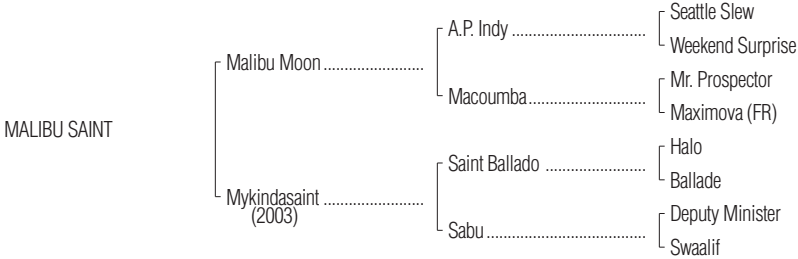 Seattle Slew
A.P. Indy ..............................
Weekend Surprise
Malibu Moon .......................
Mr. Prospector
Macoumba..........................
Maximova (FR)
MALIBU SAINT
Halo
Saint Ballado .......................
Ballade
Mykindasaint .......................
(2003)
Deputy Minister
Sabu ....................................
Swaalif